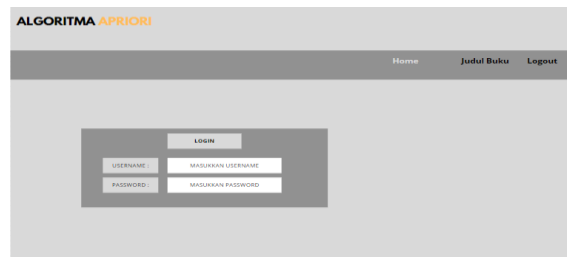 ALGORITMA APRIORI
Home Judul Buku Logout
LOGIN
USERNAME : MASUKKAN USERNAME
PASSWORD : MASUKKAN PASSWORD